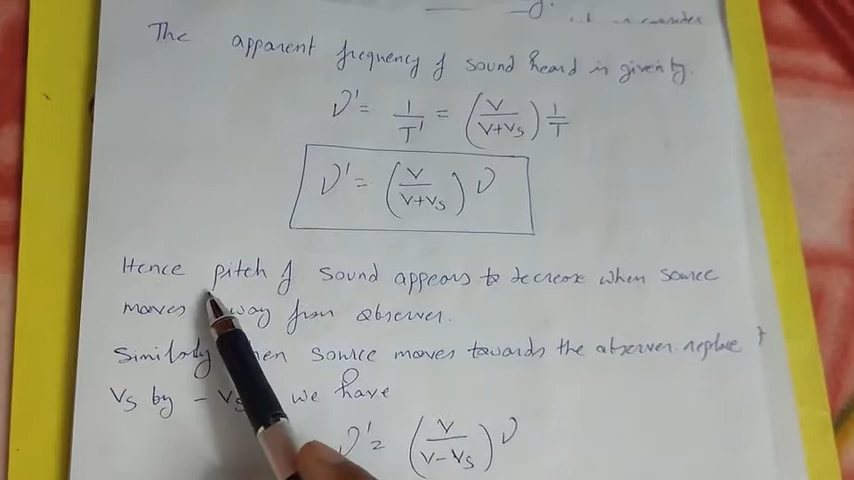 The apparent frequency of sound heard is given by.
ν' = 1/T' = (V/V+Vs) 1/T
ν' = (V/V+Vs) ν
Hence pitch of sound appears to decrease when source
moves way from observer.
Similarly hen source moves towards the observer. replace
Vs by - Vs we have
ν' = (V/V-Vs) ν